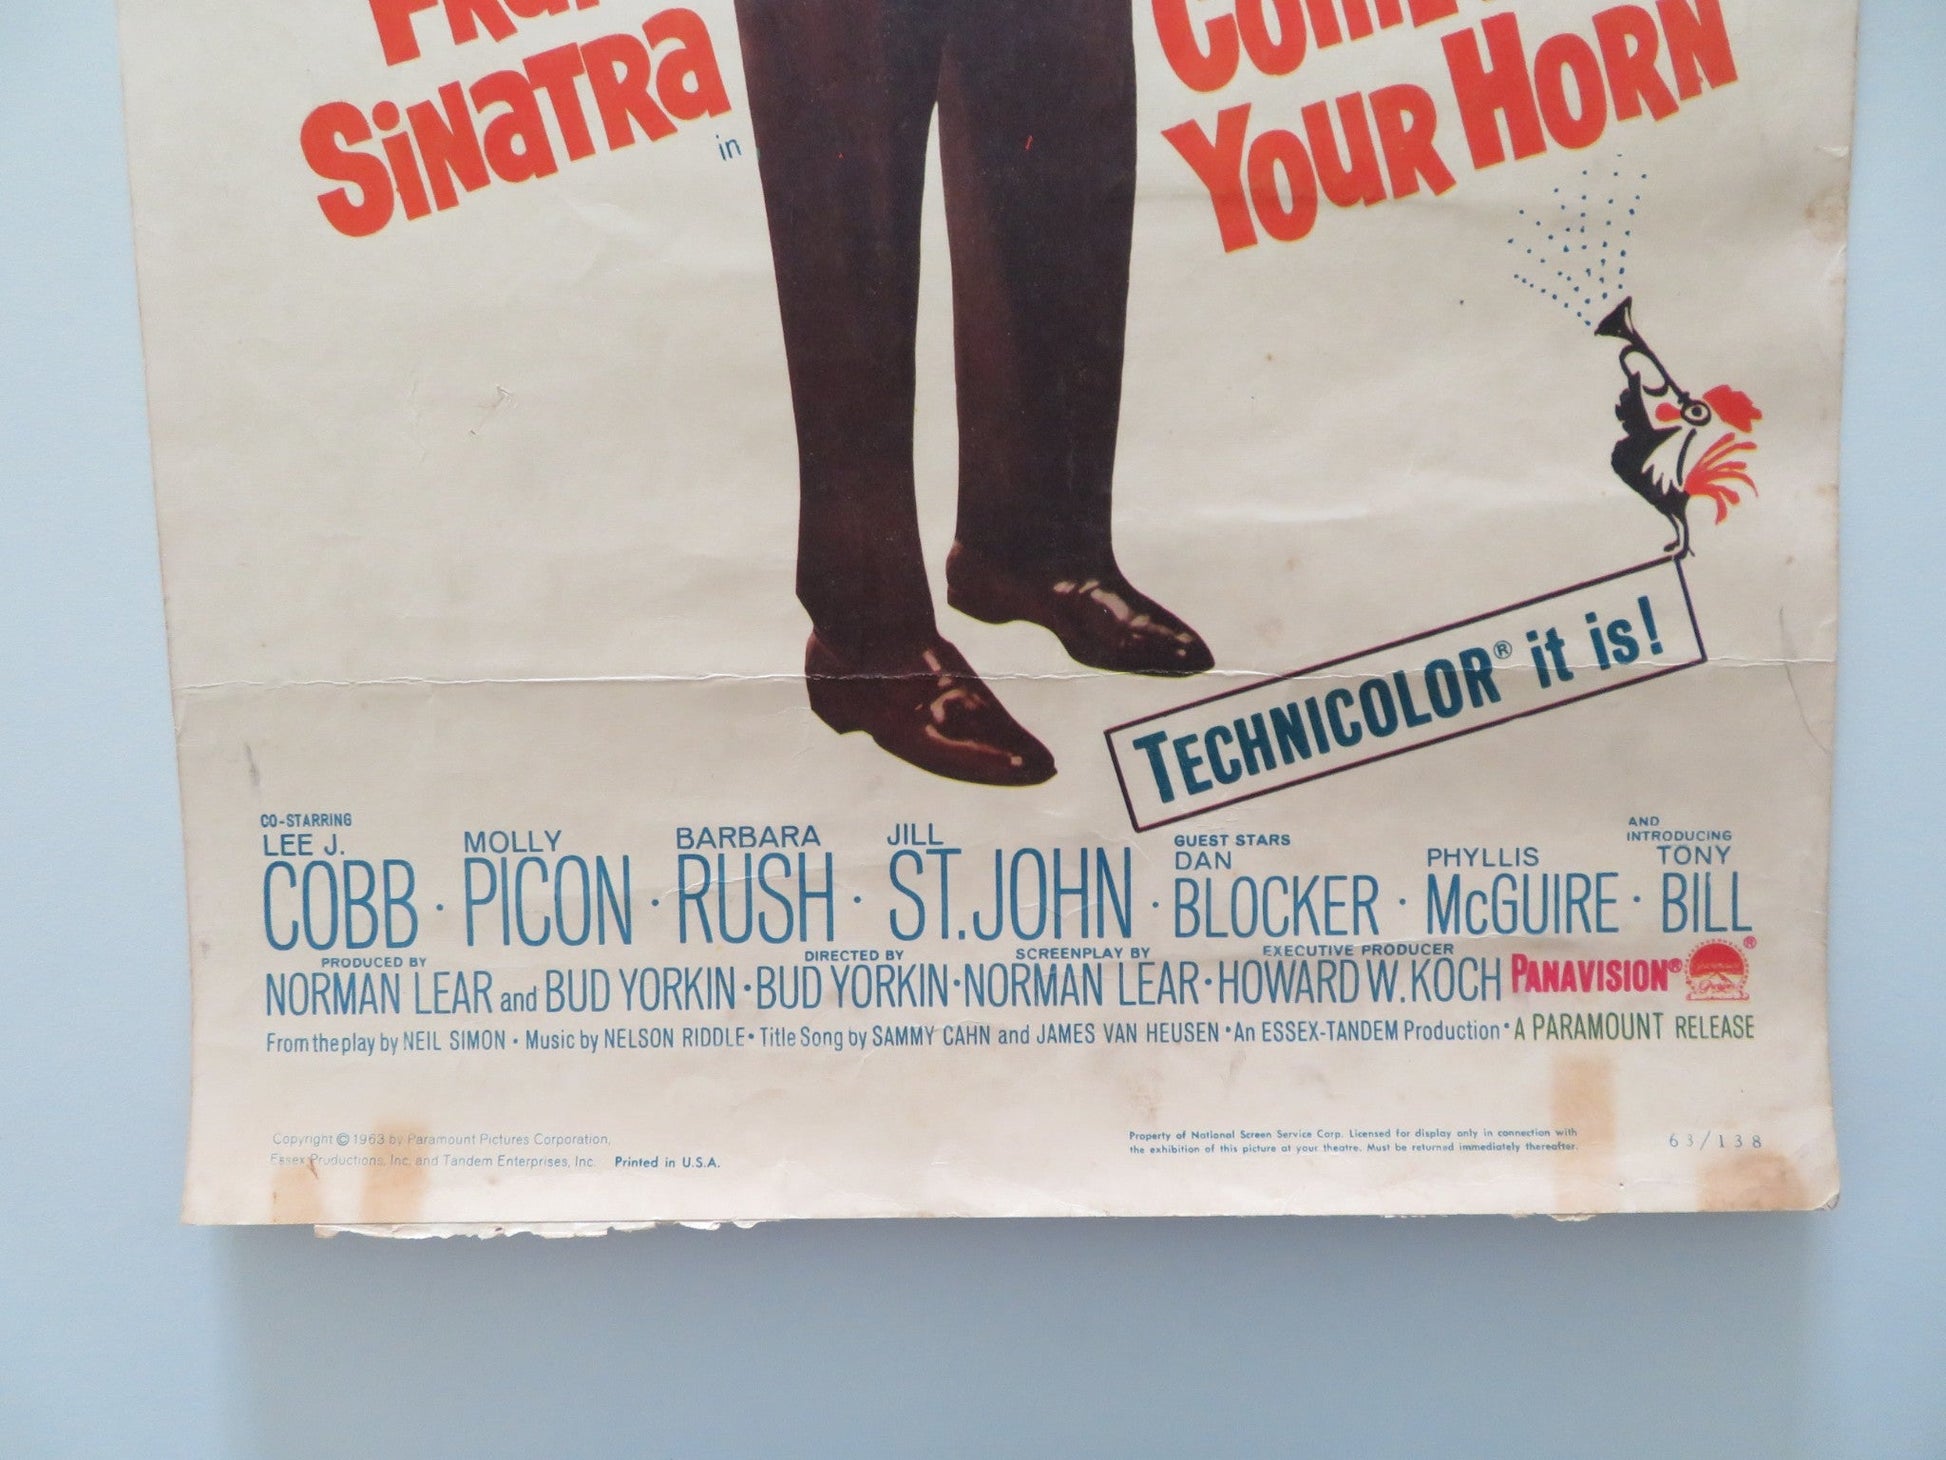 SINATRA
in
YOUR HORN
TECHNICOLOR® it is!
CO-STARRING
LEE J. COBB · MOLLY PICON · BARBARA RUSH · JILL ST. JOHN · GUEST STARS DAN BLOCKER · PHYLLIS McGUIRE · AND INTRODUCING TONY BILL
PRODUCED BY NORMAN LEAR and BUD YORKIN · DIRECTED BY BUD YORKIN · SCREENPLAY BY NORMAN LEAR · EXECUTIVE PRODUCER HOWARD W. KOCH PANAVISION® ®
From the play by NEIL SIMON · Music by NELSON RIDDLE · Title Song by SAMMY CAHN and JAMES VAN HEUSEN · An ESSEX-TANDEM Production · A PARAMOUNT RELEASE
Copyright © 1963 by Paramount Pictures Corporation,
Essex Productions, Inc. and Tandem Enterprises, Inc. Printed in U.S.A.
Property of National Screen Service Corp. Licensed for display only in connection with
the exhibition of this picture at your theatre. Must be returned immediately thereafter.
63/138